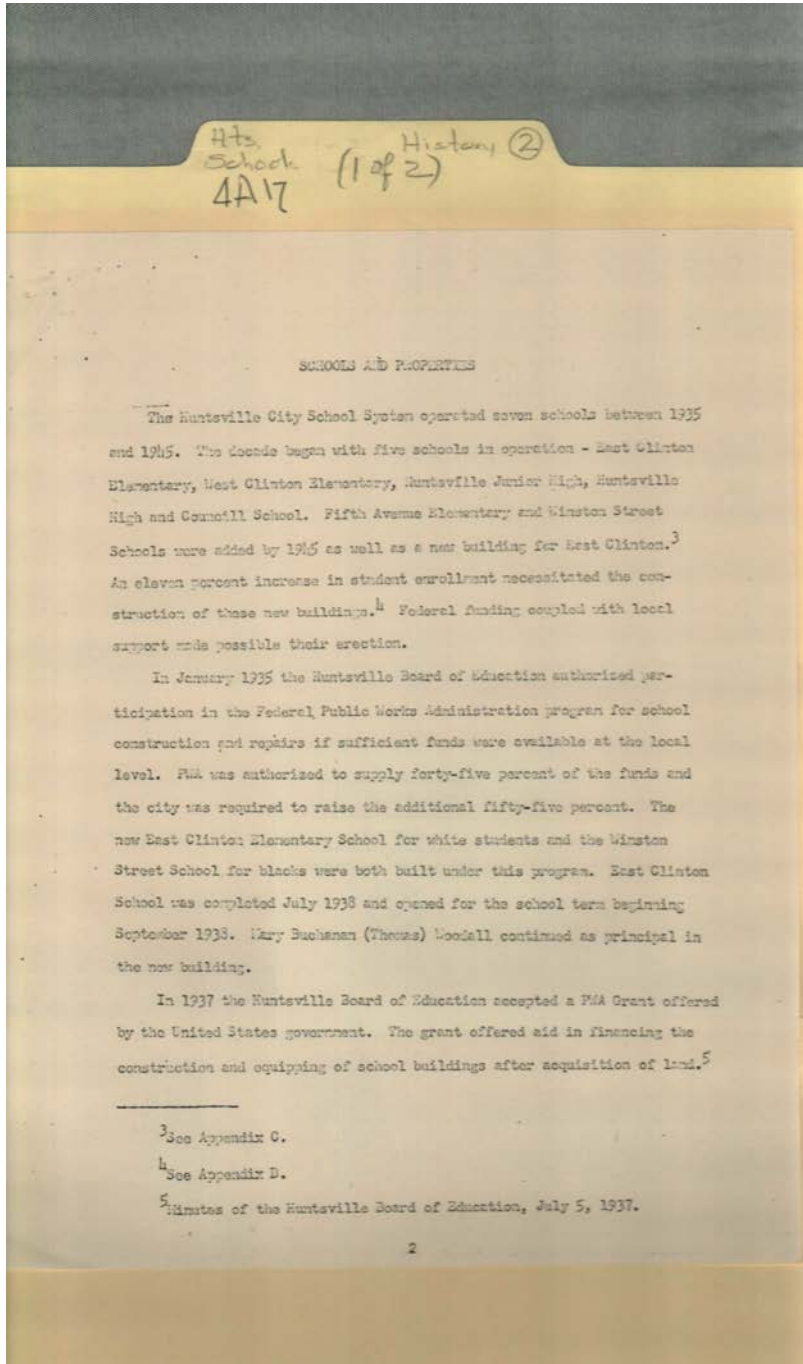 Hts. History ②
School (1 of 2)
4A17
SCHOOLS AND PROPERTIES
The Huntsville City School System operated seven schools between 1935
and 1945. The decade began with five schools in operation - East Clinton
Elementary, West Clinton Elementary, Huntsville Junior High, Huntsville
High and Councill School. Fifth Avenue Elementary and Winston Street
Schools were added by 1945 as well as a new building for East Clinton.3
An eleven percent increase in student enrollment necessitated the con-
struction of these new buildings.4 Federal funding coupled with local
support made possible their erection.
In January 1935 the Huntsville Board of Education authorized par-
ticipation in the Federal Public Works Administration program for school
construction and repairs if sufficient funds were available at the local
level. PWA was authorized to supply forty-five percent of the funds and
the city was required to raise the additional fifty-five percent. The
new East Clinton Elementary School for white students and the Winston
Street School for blacks were both built under this program. East Clinton
School was completed July 1938 and opened for the school term beginning
September 1938. Mary Buchanan (Thomas) Woodall continued as principal in
the new building.
In 1937 the Huntsville Board of Education accepted a PWA Grant offered
by the United States government. The grant offered aid in financing the
construction and equipping of school buildings after acquisition of land.5
3See Appendix C.
4See Appendix D.
5Minutes of the Huntsville Board of Education, July 5, 1937.
2